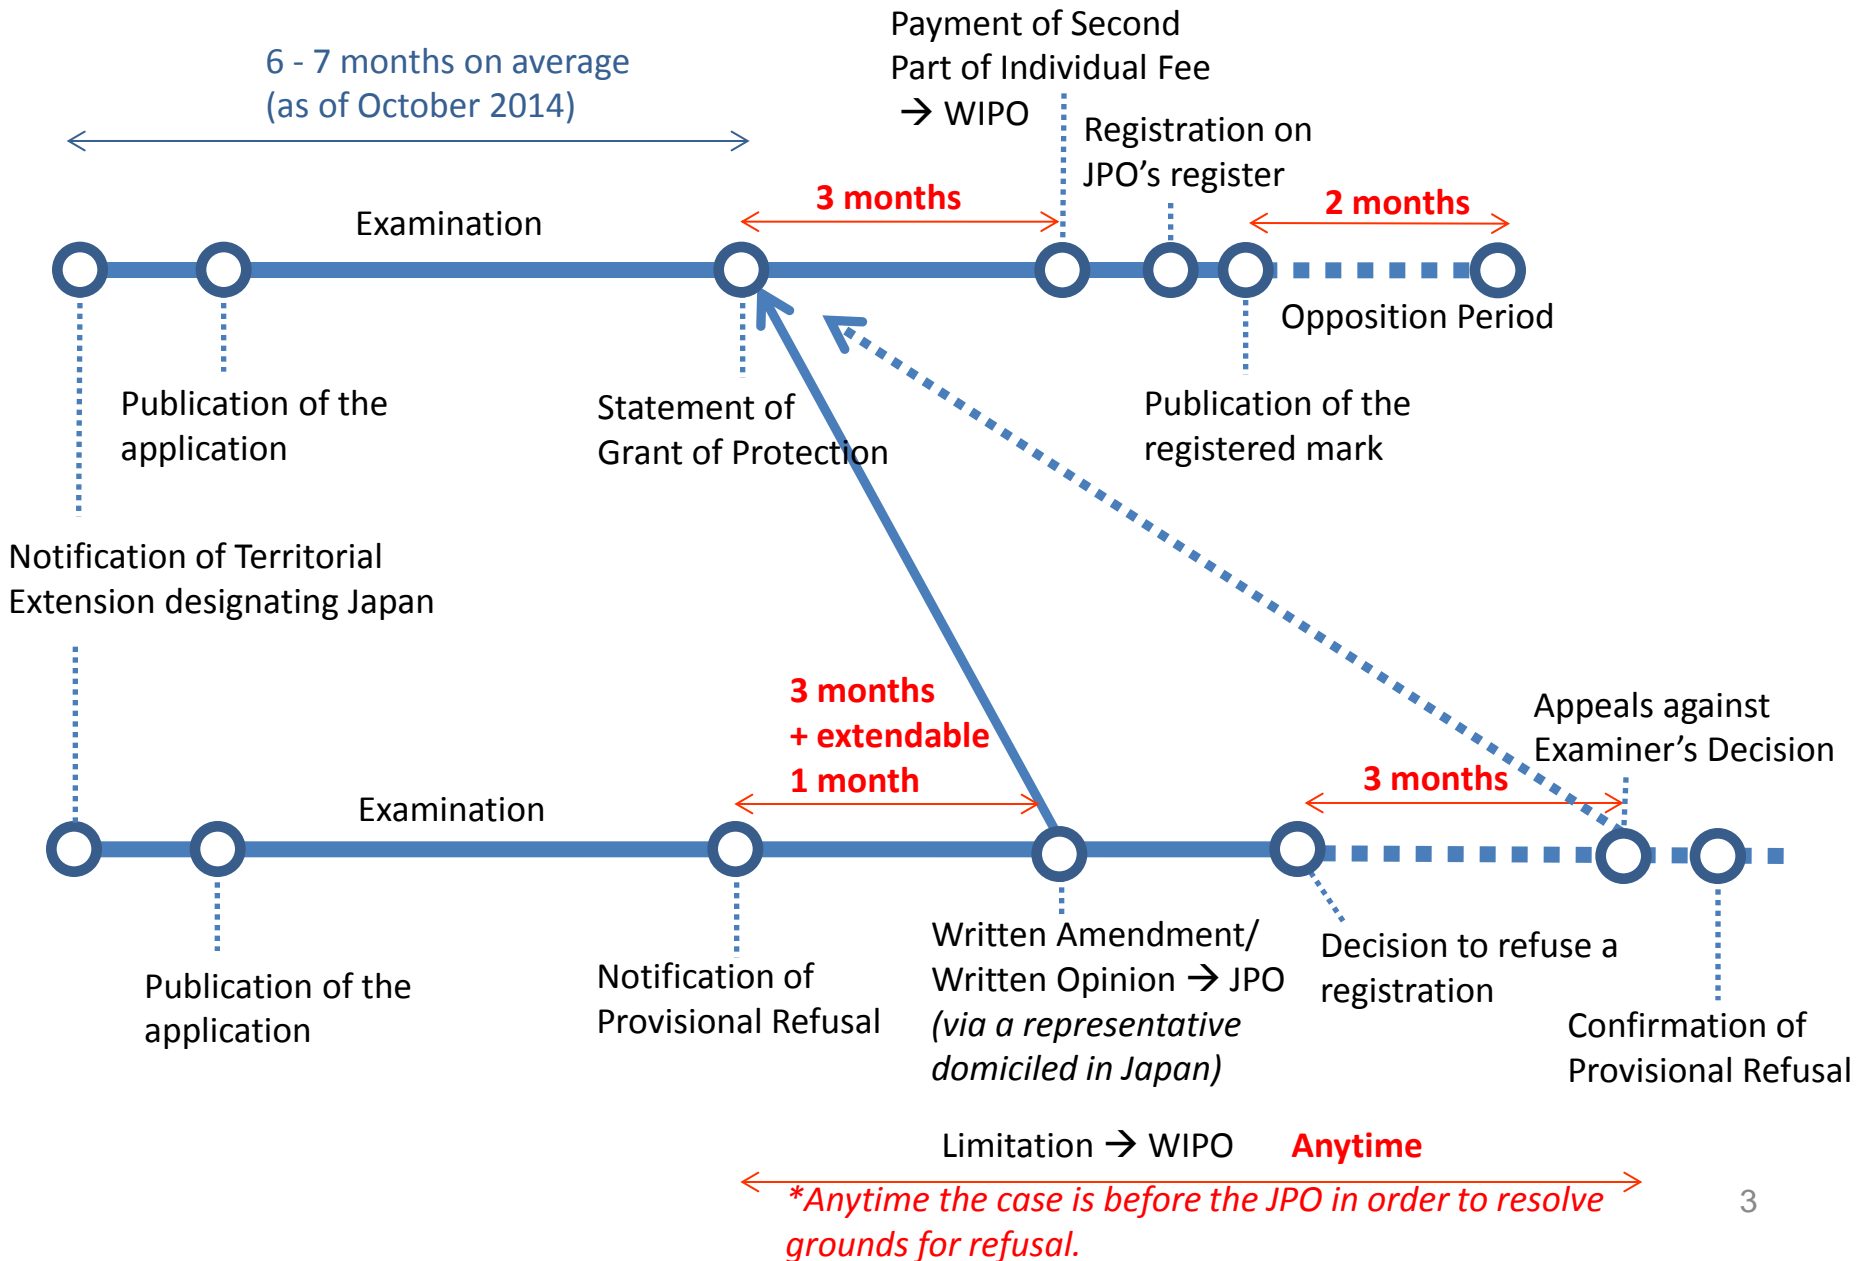 Payment of Second
Part of Individual Fee
→ WIPO
6 - 7 months on average
(as of October 2014)
Registration on
JPO’s register
3 months
2 months
Examination
Opposition Period
Publication of the
application
Statement of
Grant of Protection
Publication of the
registered mark
Notification of Territorial
Extension designating Japan
3 months
+ extendable
1 month
Appeals against
Examiner’s Decision
3 months
Examination
Publication of the
application
Notification of
Provisional Refusal
Written Amendment/
Written Opinion → JPO
(via a representative
domiciled in Japan)
Decision to refuse a
registration
Confirmation of
Provisional Refusal
Limitation → WIPO Anytime
*Anytime the case is before the JPO in order to resolve
grounds for refusal.
3